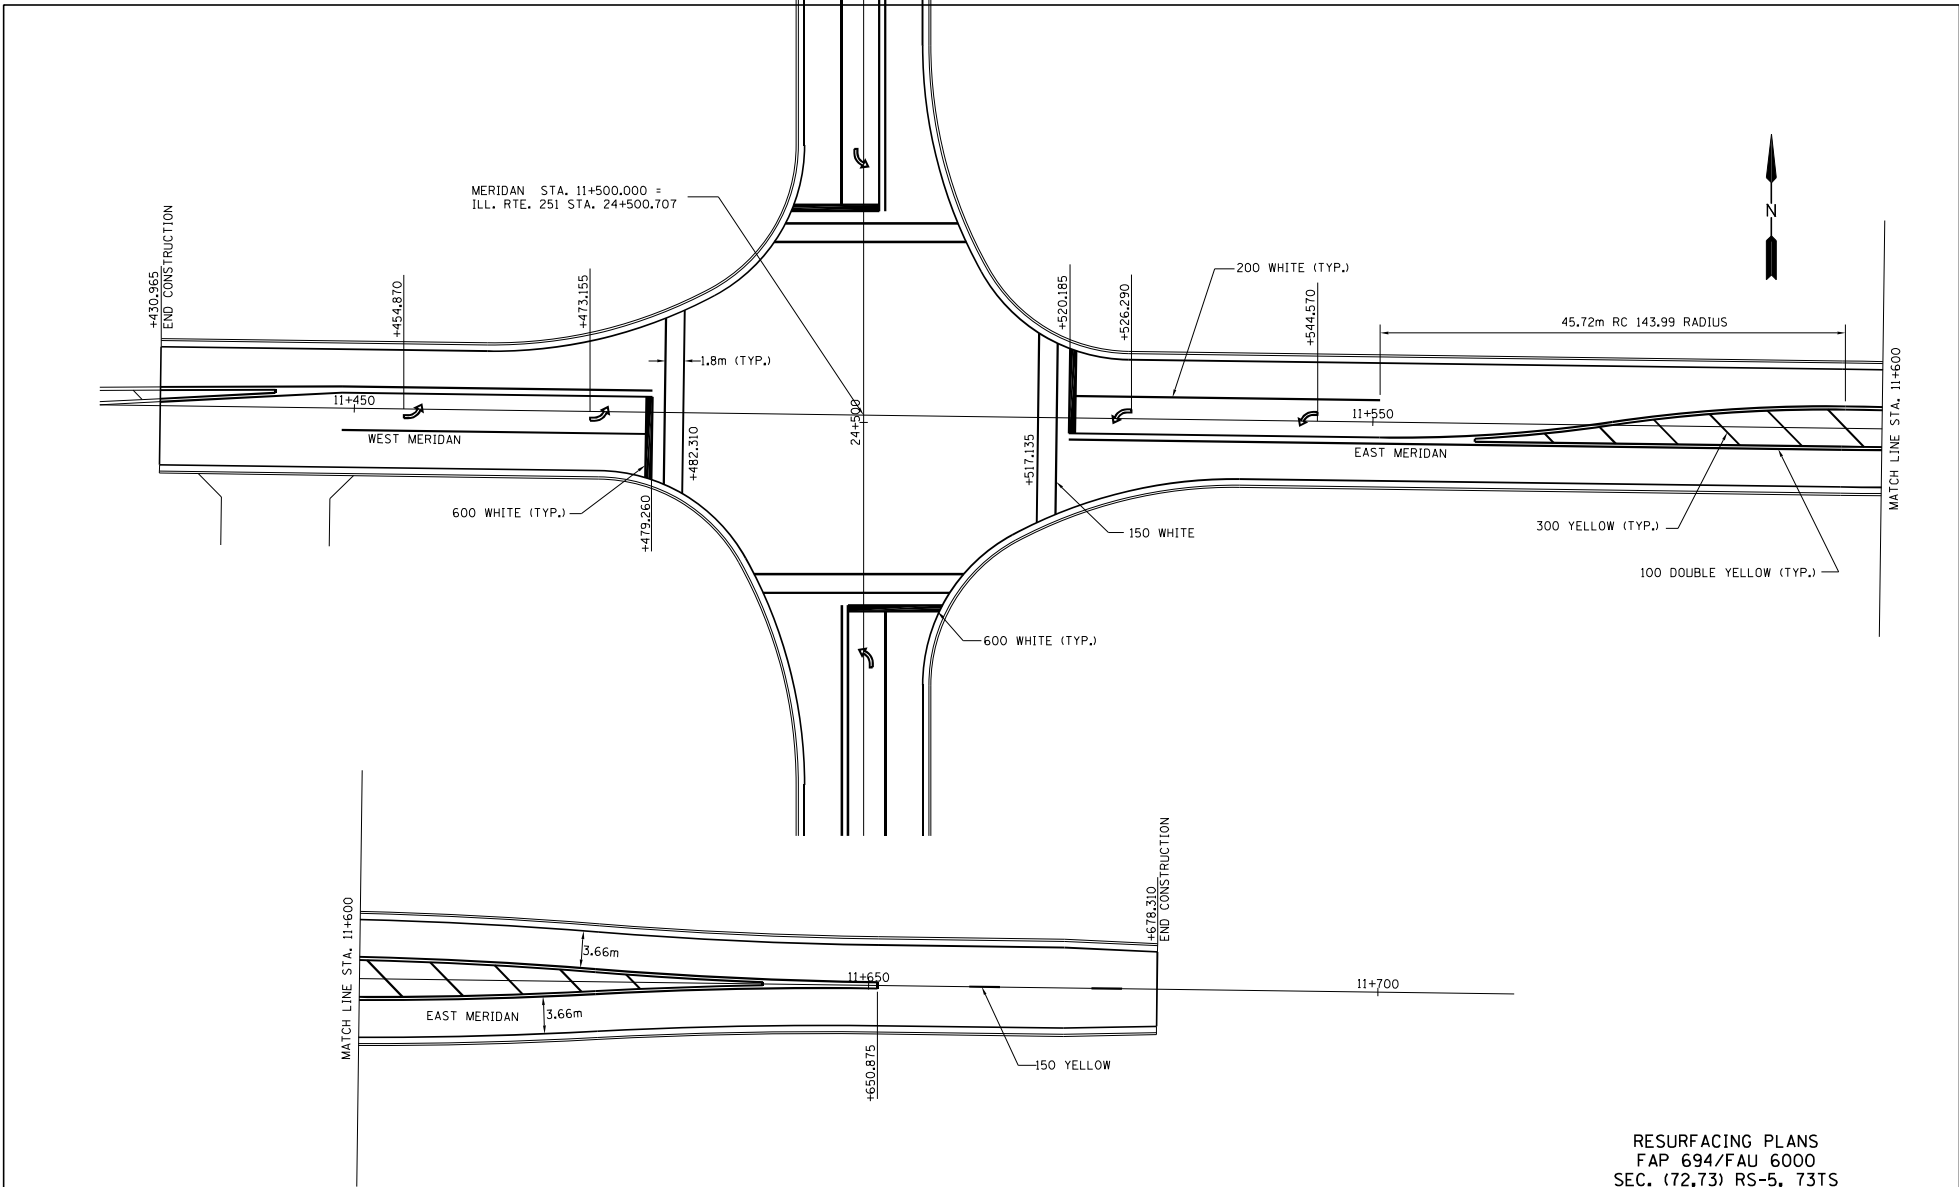 MERIDAN STA. 11+500.000 =
ILL. RTE. 251 STA. 24+500.707
N
+430.965
END CONSTRUCTION
+454.870
+473.155
+520.185
+526.290
200 WHITE (TYP.)
+544.570
45.72m RC 143.99 RADIUS
1.8m (TYP.)
MATCH LINE STA. 11+600
11+450
24+500
11+550
WEST MERIDAN
+482.310
+517.135
EAST MERIDAN
600 WHITE (TYP.)
+479.260
150 WHITE
300 YELLOW (TYP.)
100 DOUBLE YELLOW (TYP.)
600 WHITE (TYP.)
MATCH LINE STA. 11+600
3.66m
+678.310
END CONSTRUCTION
11+650
11+700
EAST MERIDAN
3.66m
+650.875
150 YELLOW
RESURFACING PLANS
FAP 694/FAU 6000
SEC. (72,73) RS-5, 73TS